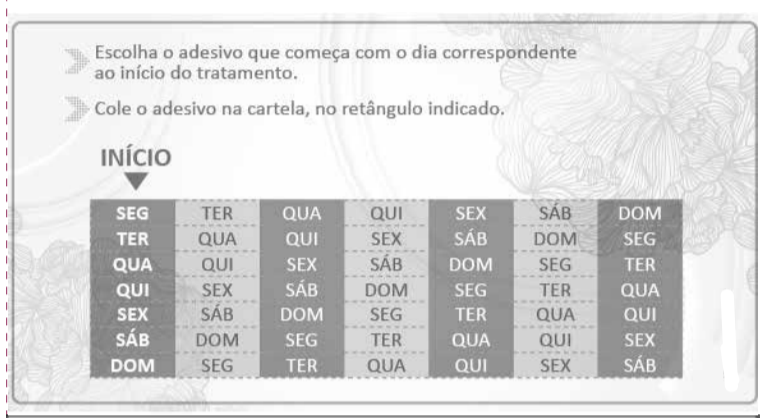 Escolha o adesivo que começa com o dia correspondente
ao início do tratamento.
Cole o adesivo na cartela, no retângulo indicado.
INÍCIO
SEG TER QUA QUI SEX SÁB DOM
TER QUA QUI SEX SÁB DOM SEG
QUA QUI SEX SÁB DOM SEG TER
QUI SEX SÁB DOM SEG TER QUA
SEX SÁB DOM SEG TER QUA QUI
SÁB DOM SEG TER QUA QUI SEX
DOM SEG TER QUA QUI SEX SÁB